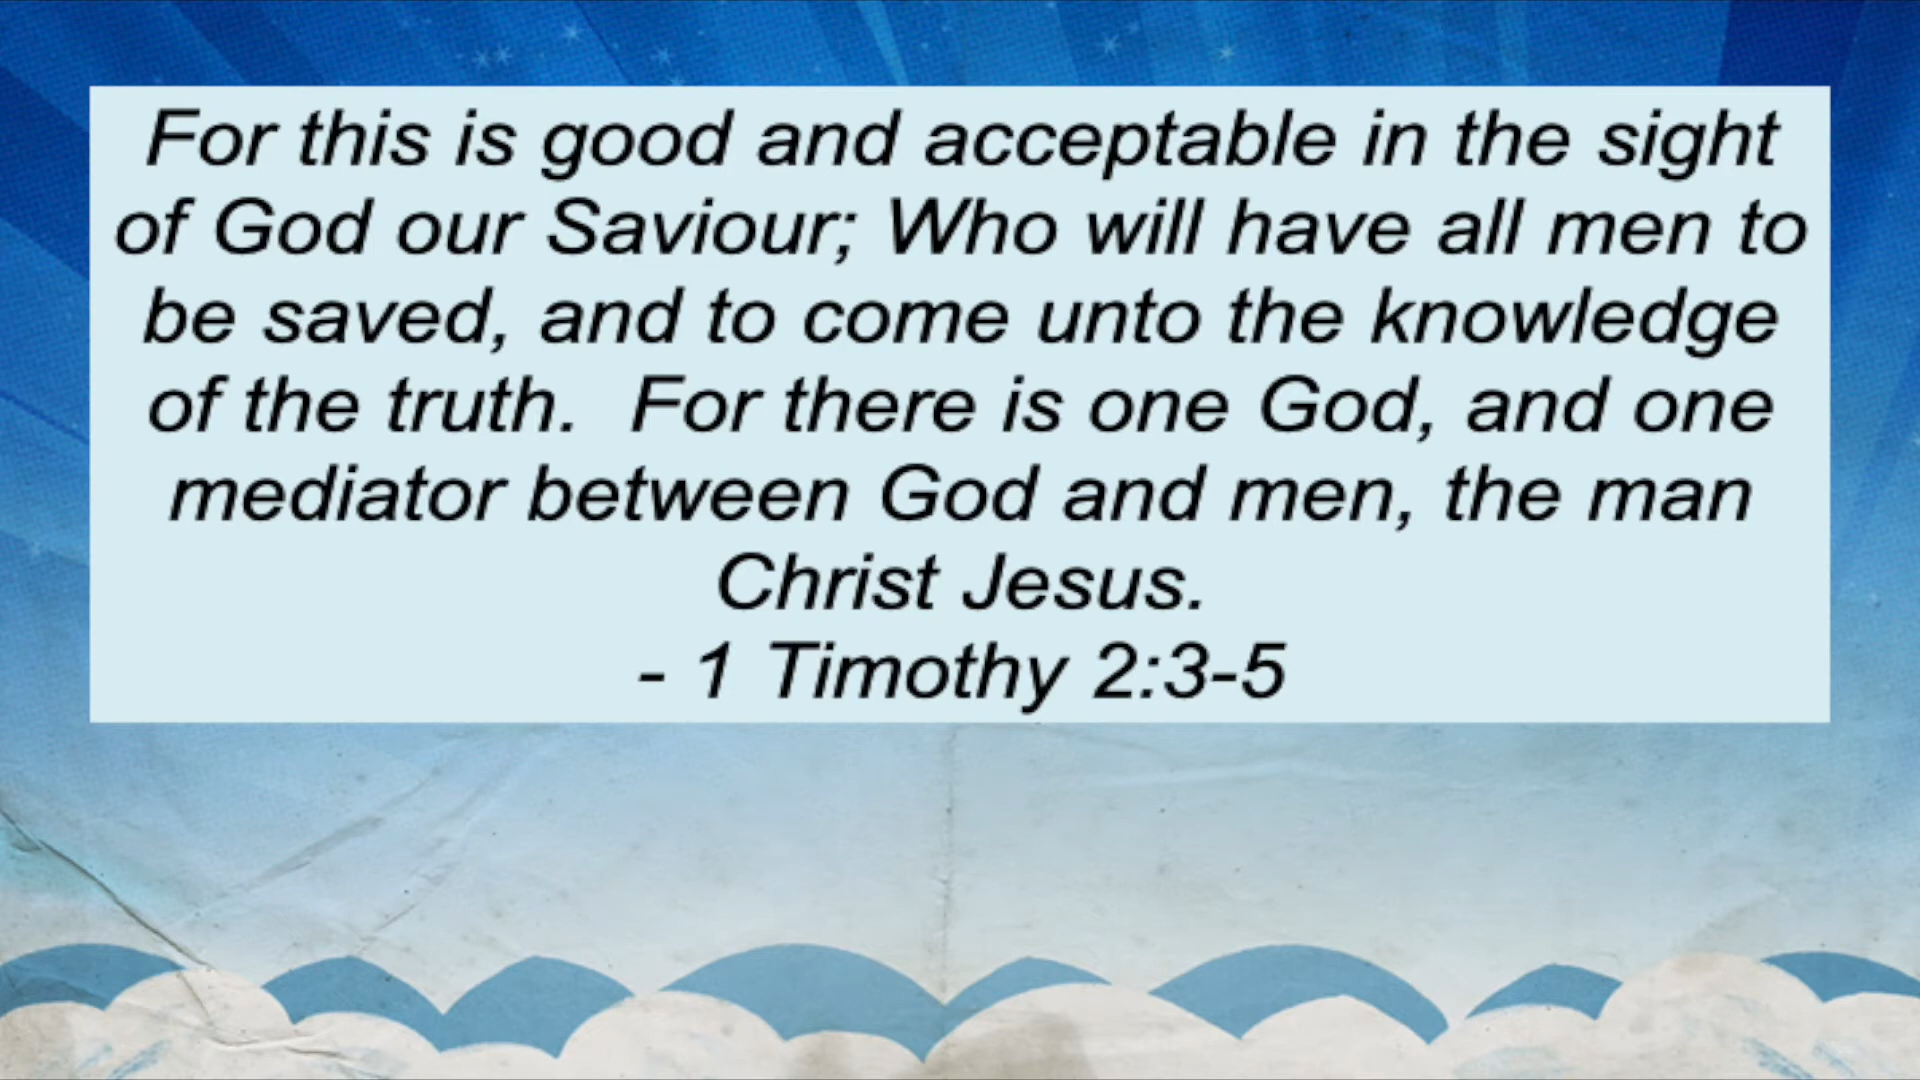 For this is good and acceptable in the sight
of God our Saviour; Who will have all men to
be saved, and to come unto the knowledge
of the truth.  For there is one God, and one
mediator between God and men, the man
Christ Jesus.
- 1 Timothy 2:3-5